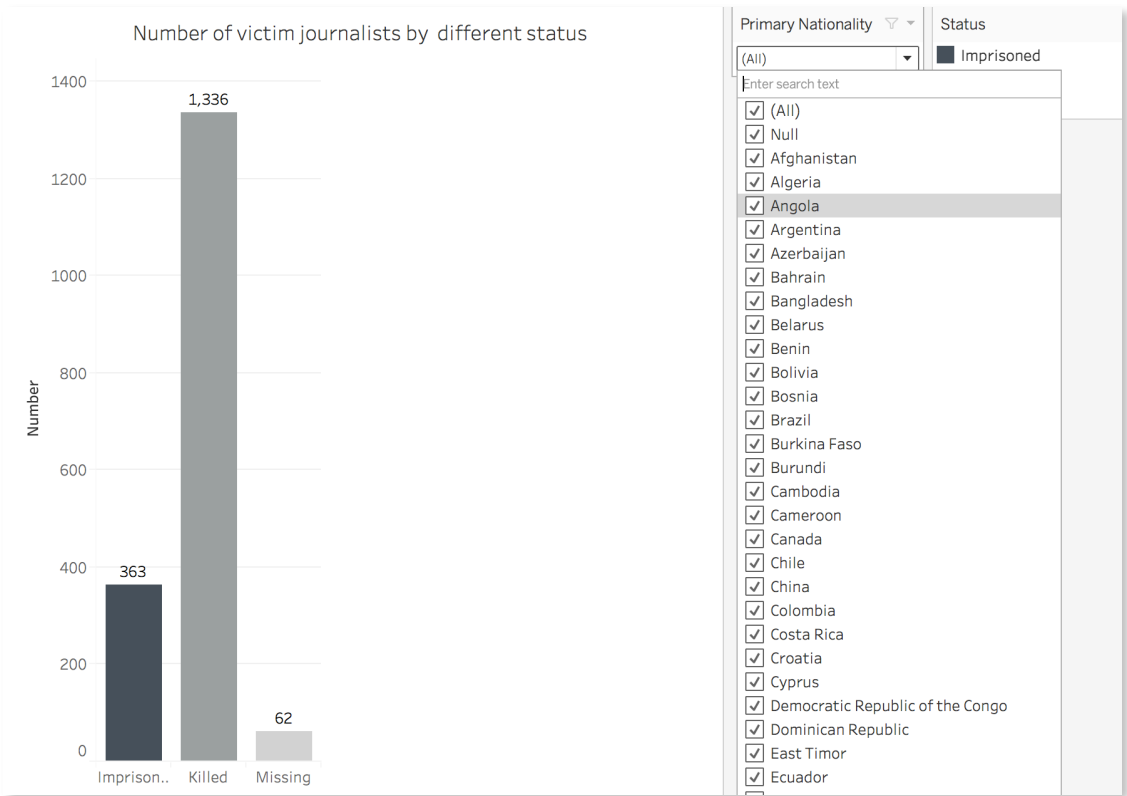 Number of victim journalists by different status
1400
1,336
1200
1000
800
600
400
363
200
62
0
Number
Imprison..
Killed
Missing
Primary Nationality
(All)
Enter search text
(All)
Null
Afghanistan
Algeria
Angola
Argentina
Azerbaijan
Bahrain
Bangladesh
Belarus
Benin
Bolivia
Bosnia
Brazil
Burkina Faso
Burundi
Cambodia
Cameroon
Canada
Chile
China
Colombia
Costa Rica
Croatia
Cyprus
Democratic Republic of the Congo
Dominican Republic
East Timor
Ecuador
Status
Imprisoned